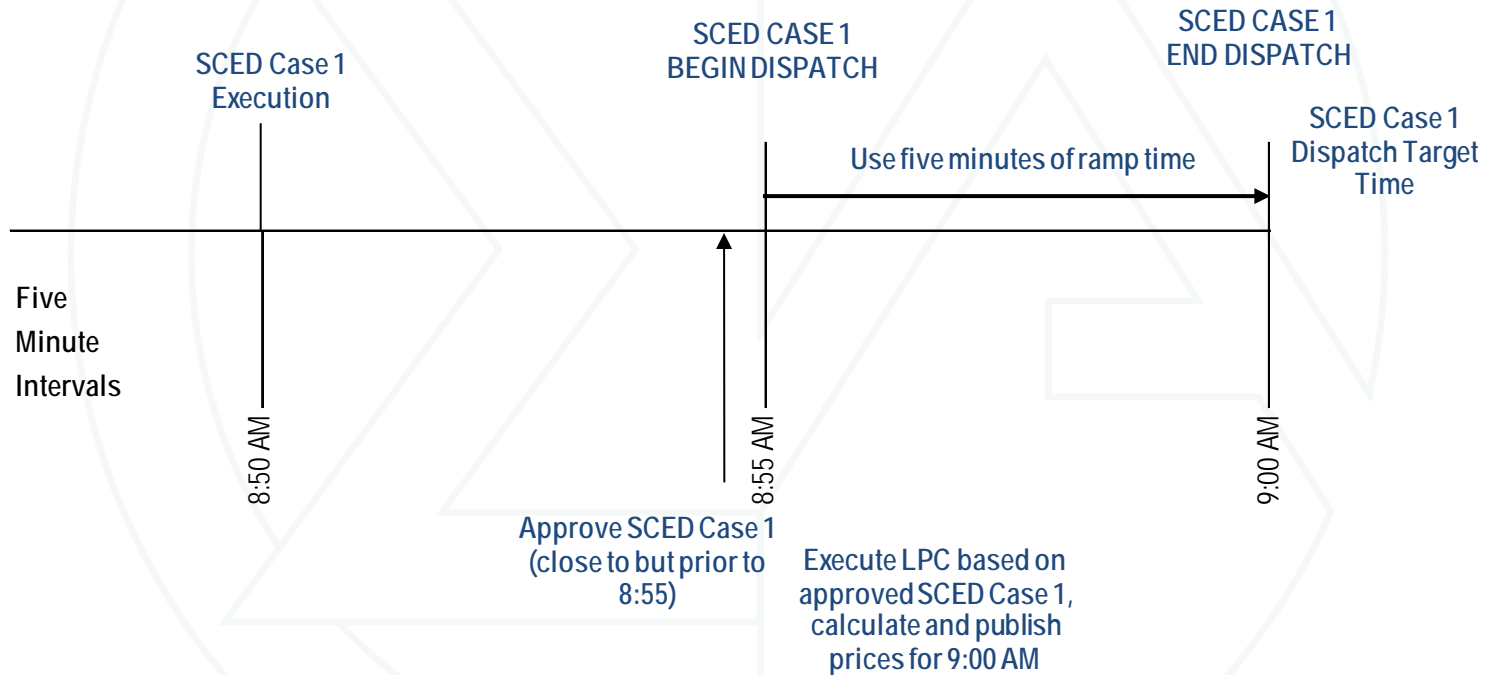 SCED Case 1
Execution
SCED CASE 1
BEGIN DISPATCH
SCED CASE 1
END DISPATCH
SCED Case 1
Dispatch Target
Time
Use five minutes of ramp time
Five
Minute
Intervals
8:50 AM
8:55 AM
9:00 AM
Approve SCED Case 1
(close to but prior to
8:55)
Execute LPC based on
approved SCED Case 1,
calculate and publish
prices for 9:00 AM